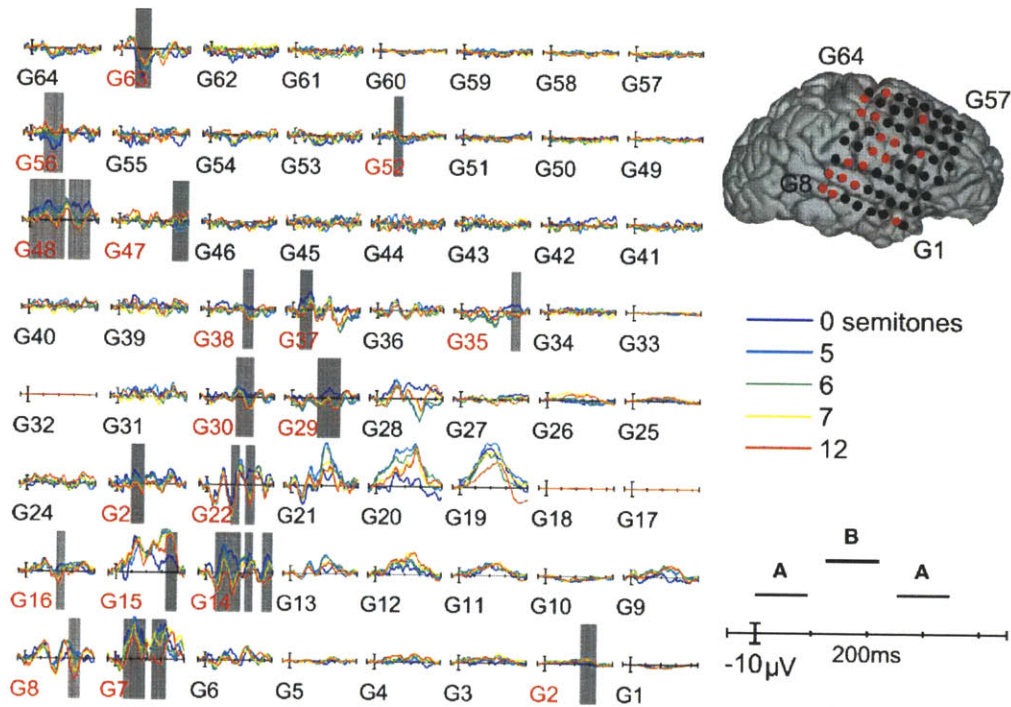 G64 G63 G62 G61 G60 G59 G58 G57
G56 G55 G54 G53 G52 G51 G50 G49
G48 G47 G46 G45 G44 G43 G42 G41
G40 G39 G38 G37 G36 G35 G34 G33
G32 G31 G30 G29 G28 G27 G26 G25
G24 G2 G22 G21 G20 G19 G18 G17
G16 G15 G14 G13 G12 G11 G10 G9
G8 G7 G6 G5 G4 G3 G2 G1
G64
G57
G8
G1
0 semitones
5
6
7
12
B
A A
-10μV 200ms